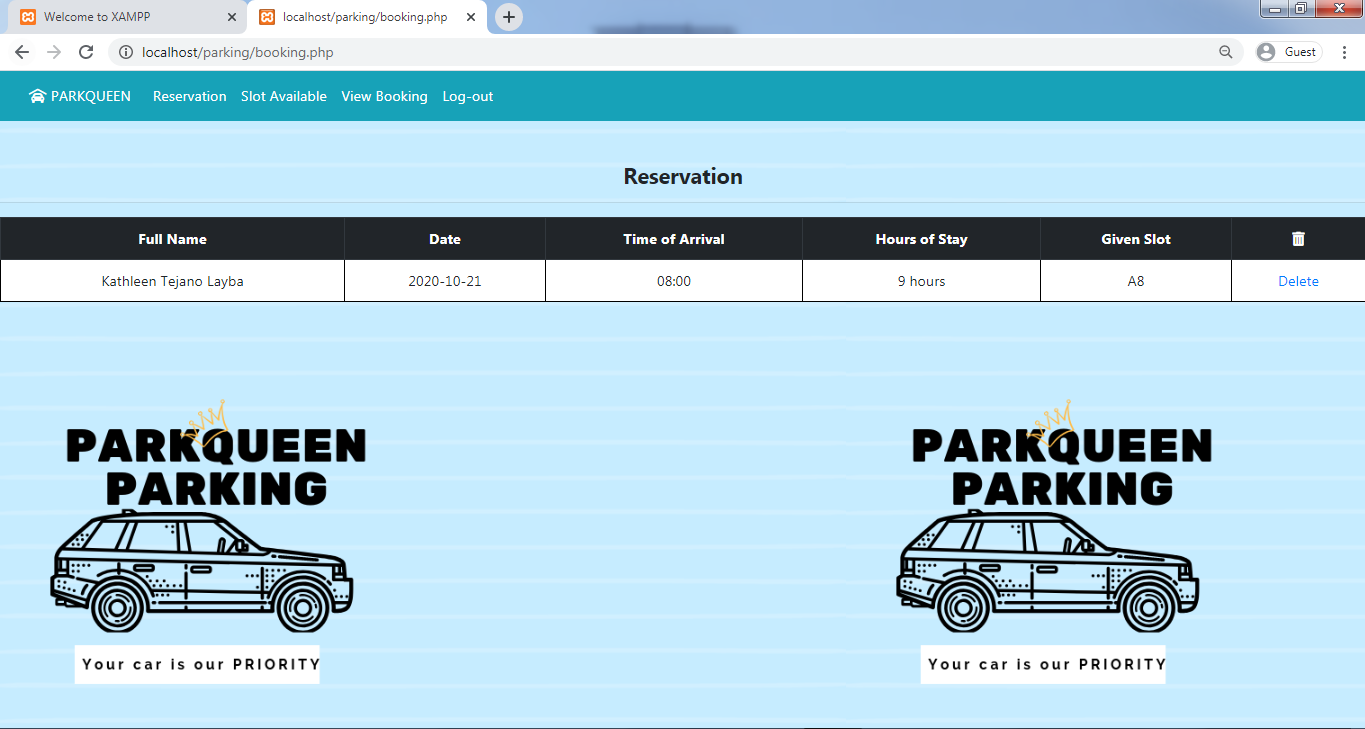 Welcome to XAMPP
localhost/parking/booking.php
localhost/parking/booking.php
Guest
PARKQUEEN Reservation Slot Available View Booking Log-out
Reservation
Full Name Date Time of Arrival Hours of Stay Given Slot
Kathleen Tejano Layba 2020-10-21 08:00 9 hours A8 Delete
PARKQUEEN
PARKING
Your car is our PRIORITY
PARKQUEEN
PARKING
Your car is our PRIORITY